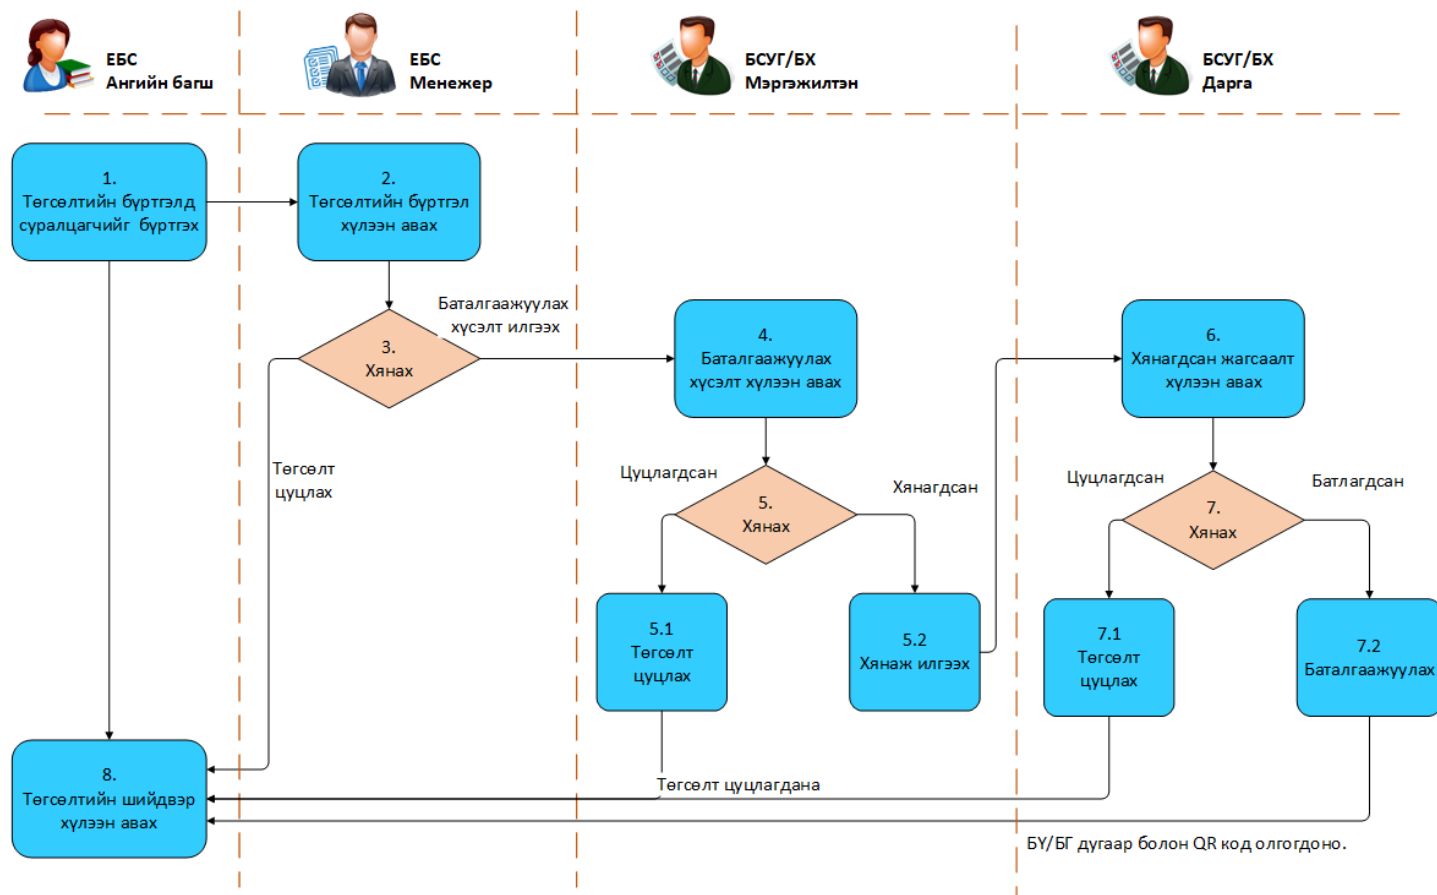 ЕБС
Ангийн багш
ЕБС
Менежер
БСУГ/БХ
Мэргэжилтэн
БСУГ/БХ
Дарга
1.
Төгсөлтийн бүртгэлд
суралцагчийг бүртгэх
2.
Төгсөлтийн бүртгэл
хүлээн авах
Баталгаажуулах
хүсэлт илгээх
3.
Хянах
4.
Баталгаажуулах
хүсэлт хүлээн авах
6.
Хянагдсан жагсаалт
хүлээн авах
Төгсөлт
цуцлах
Цуцлагдсан
Хянагдсан
5.
Хянах
Цуцлагдсан
Батлагдсан
7.
Хянах
5.1
Төгсөлт
цуцлах
5.2
Хянаж илгээх
7.1
Төгсөлт
цуцлах
7.2
Баталгаажуулах
8.
Төгсөлтийн шийдвэр
хүлээн авах
Төгсөлт цуцлагдана
БҮ/БГ дугаар болон QR код олгогдоно.